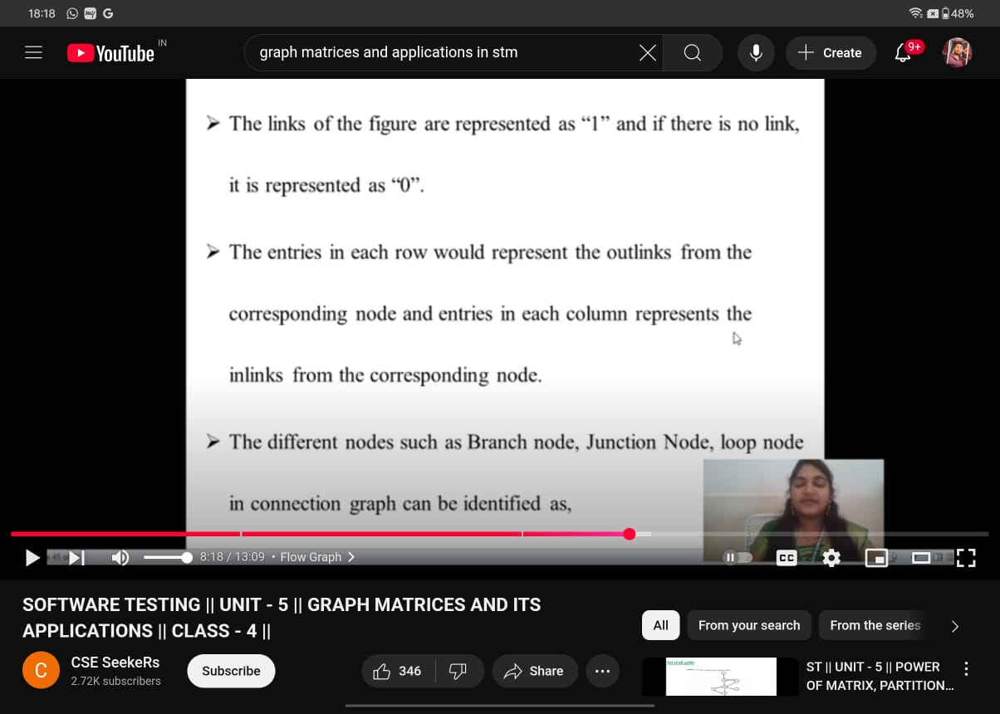 18:18 my G 48%
YouTube IN
graph matrices and applications in stm
Create
9+
➢ The links of the figure are represented as “1” and if there is no link,
it is represented as “0”.
➢ The entries in each row would represent the outlinks from the
corresponding node and entries in each column represents the
inlinks from the corresponding node.
➢ The different nodes such as Branch node, Junction Node, loop node
in connection graph can be identified as,
8:18 / 13:09 • Flow Graph
CC
SOFTWARE TESTING || UNIT - 5 || GRAPH MATRICES AND ITS
APPLICATIONS || CLASS - 4 ||
C
CSE SeekeRs
2.72K subscribers
Subscribe
346
Share
All
From your search
From the series
ST || UNIT - 5 || POWER
OF MATRIX, PARTITION...